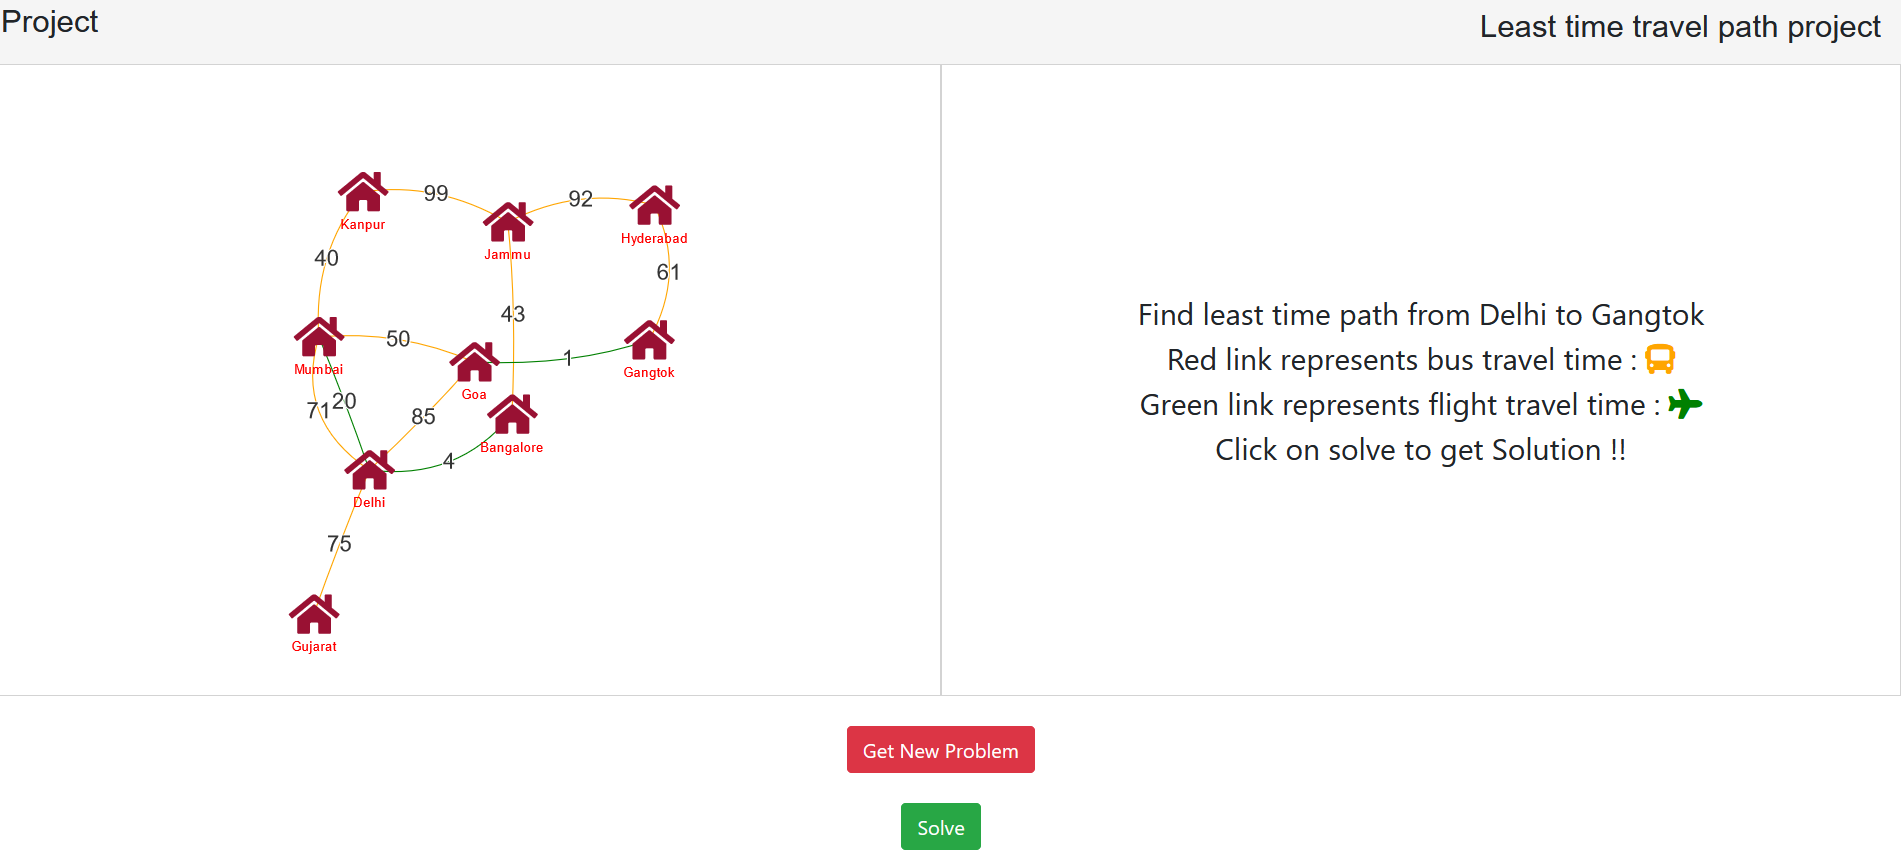 Project
Least time travel path project
99
92
Kanpur
Jammu
Hyderabad
40
61
43
50
1
Mumbai
Goa
Gangtok
71
20
85
Bangalore
4
Delhi
75
Gujarat
Find least time path from Delhi to Gangtok
Red link represents bus travel time :
Green link represents flight travel time :
Click on solve to get Solution !!
Get New Problem
Solve